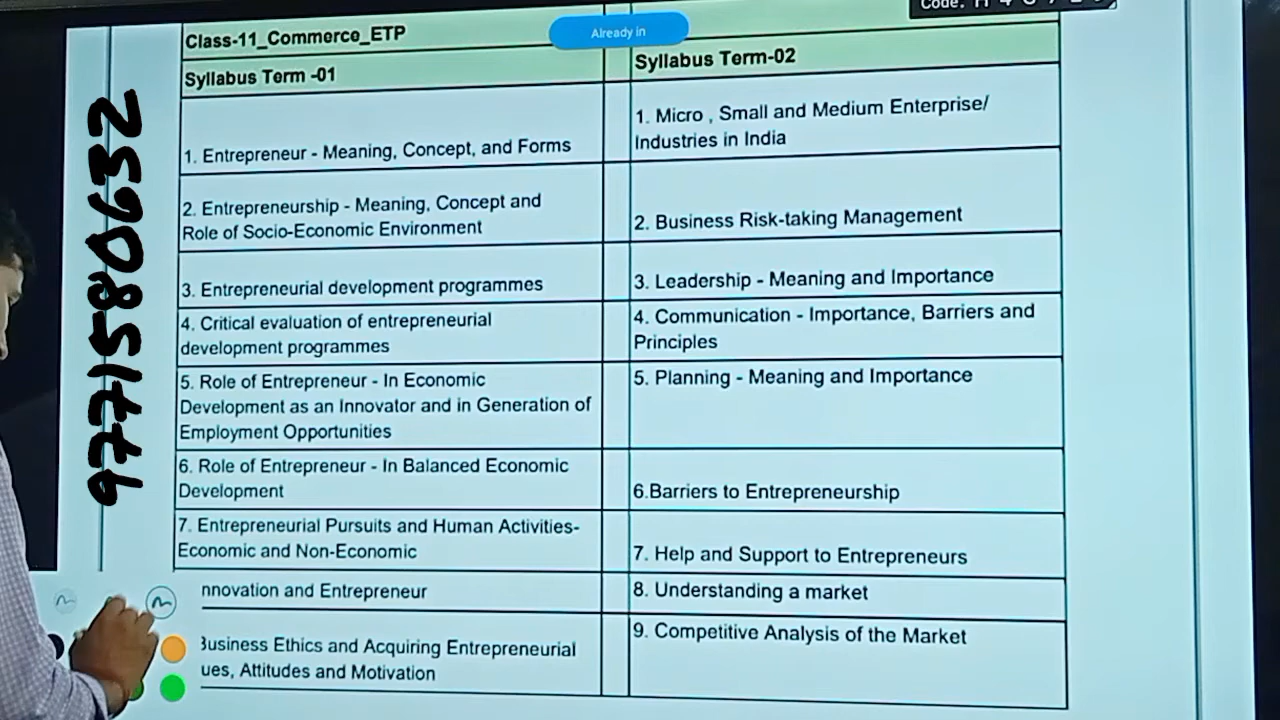 Class-11_Commerce_ETP
Already in
Code:
Syllabus Term -01
Syllabus Term-02
1. Entrepreneur - Meaning, Concept, and Forms
1. Micro , Small and Medium Enterprise/
Industries in India
2. Entrepreneurship - Meaning, Concept and
Role of Socio-Economic Environment
2. Business Risk-taking Management
3. Entrepreneurial development programmes
3. Leadership - Meaning and Importance
4. Critical evaluation of entrepreneurial
development programmes
4. Communication - Importance, Barriers and
Principles
5. Role of Entrepreneur - In Economic
Development as an Innovator and in Generation of
Employment Opportunities
5. Planning - Meaning and Importance
6. Role of Entrepreneur - In Balanced Economic
Development
6.Barriers to Entrepreneurship
7. Entrepreneurial Pursuits and Human Activities-
Economic and Non-Economic
7. Help and Support to Entrepreneurs
nnovation and Entrepreneur
8. Understanding a market
Business Ethics and Acquiring Entrepreneurial
ues, Attitudes and Motivation
9. Competitive Analysis of the Market
9771580632